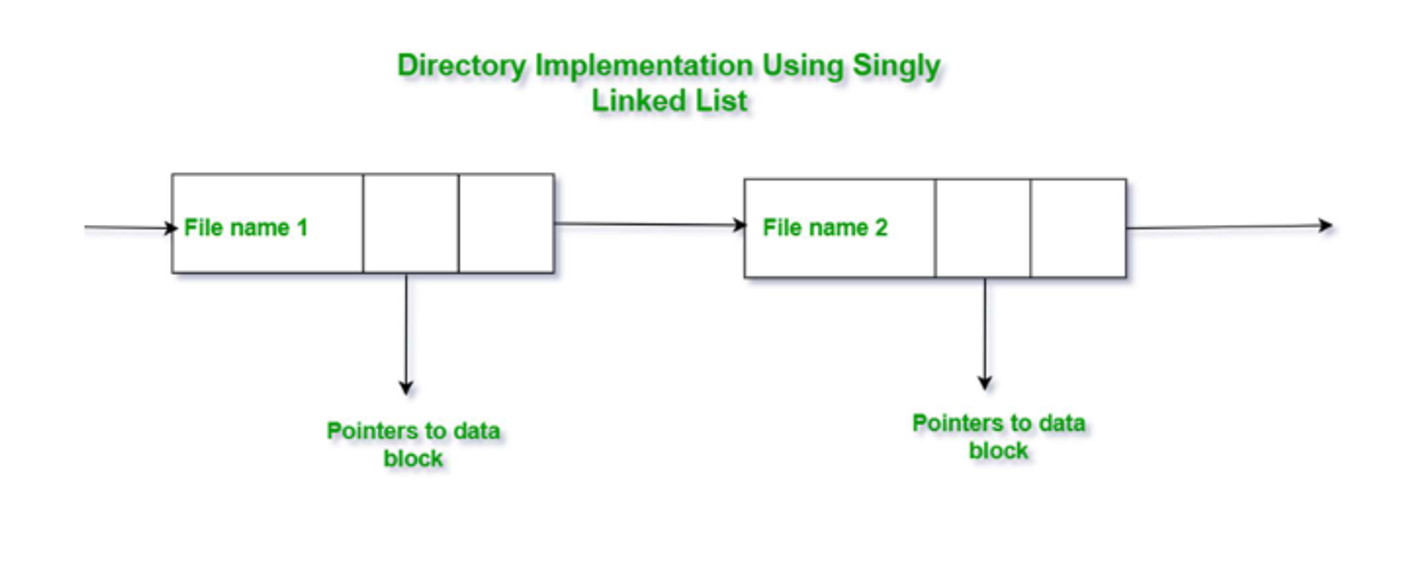 Directory Implementation Using Singly
Linked List
File name 1
File name 2
Pointers to data
block
Pointers to data
block